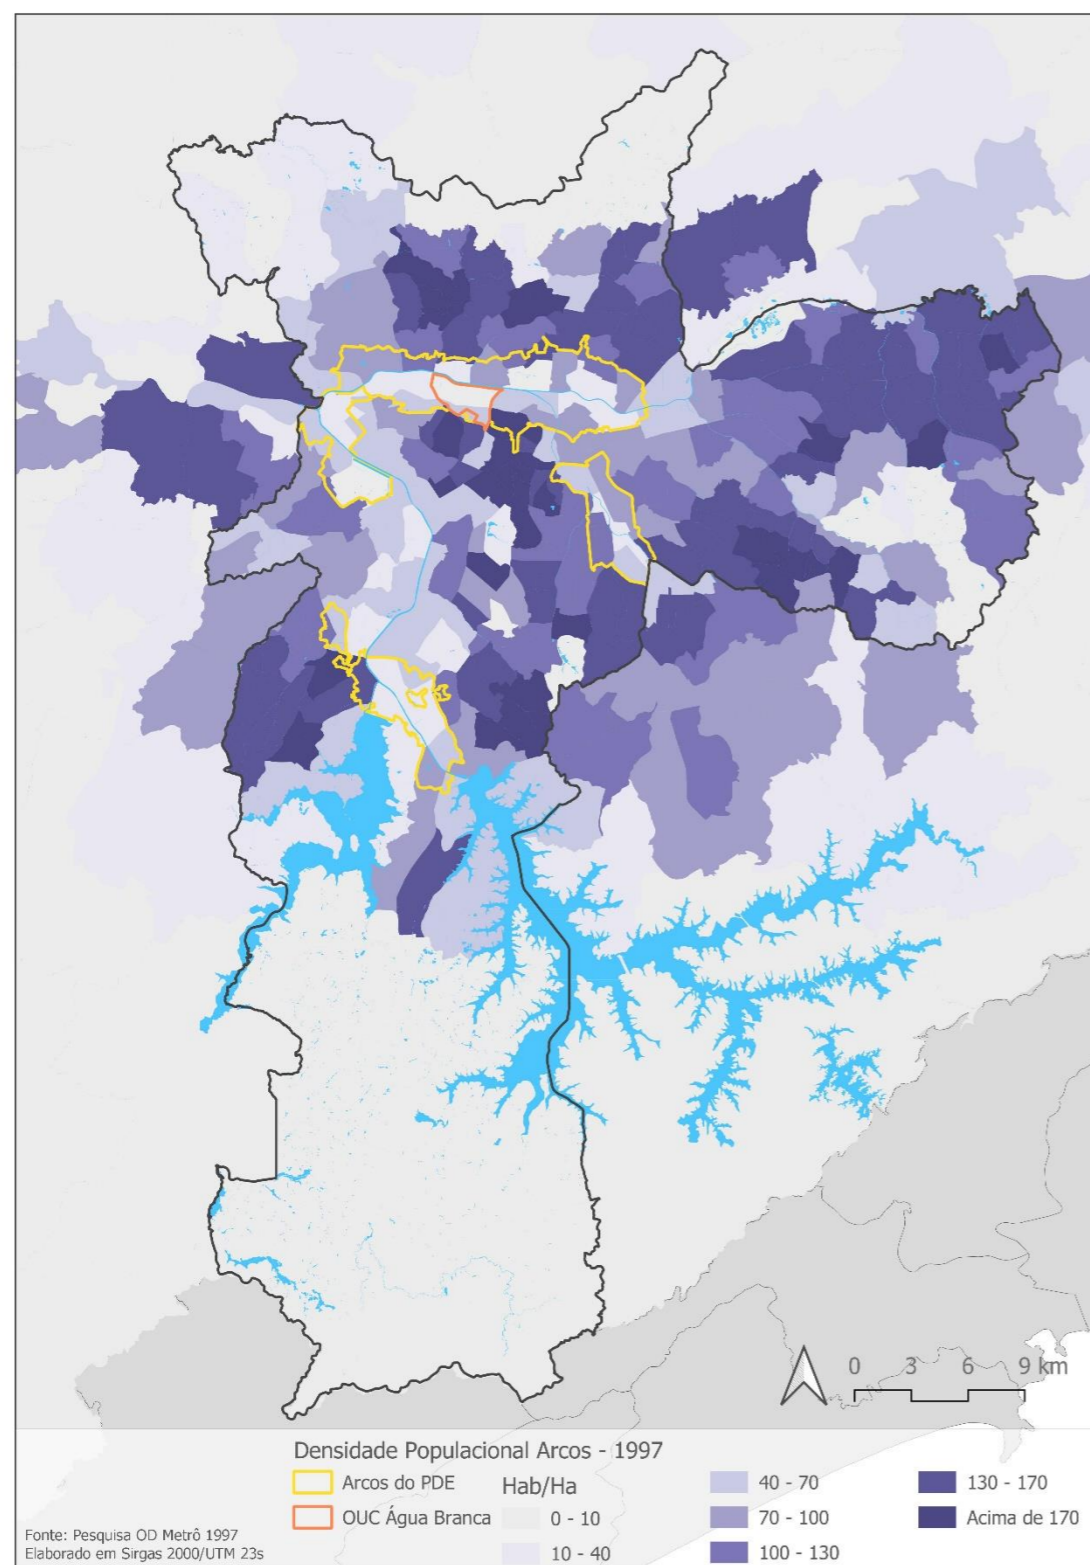 0 3 6 9 km
Densidade Populacional Arcos - 1997
Arcos do PDE
OUC Água Branca
Hab/Ha
0 - 10
10 - 40
40 - 70
70 - 100
100 - 130
130 - 170
Acima de 170
Fonte: Pesquisa OD Metrô 1997
Elaborado em Sirgas 2000/UTM 23s